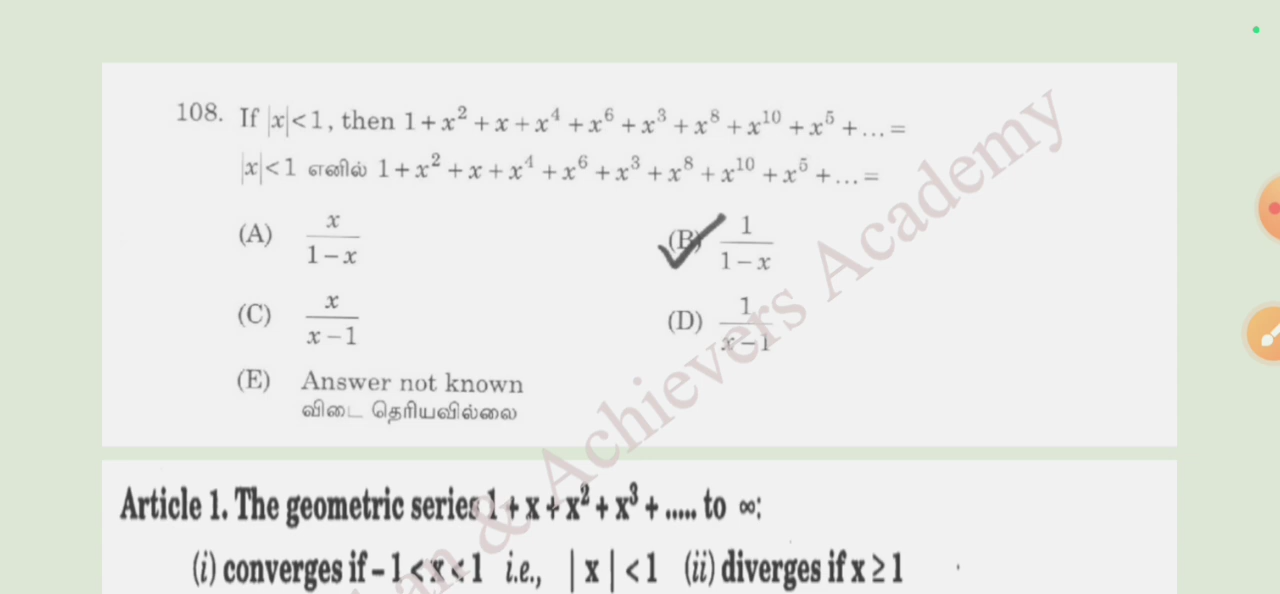 108. If |x|<1, then 1+x² +x+x⁴ +x⁶ +x³ +x⁸ +x¹⁰ +x⁵ +... =
|x|<1 எனில் 1+x² +x+x⁴ +x⁶ +x³ +x⁸ +x¹⁰ +x⁵ +... =
(A) x/(1−x) (B) 1/(1−x)
(C) x/(x−1) (D) 1/(x−1)
(E) Answer not known
விடை தெரியவில்லை
Article 1. The geometric series 1 + x + x² + x³ + ..... to ∞:
(i) converges if – 1 < x < 1 i.e., | x | < 1 (ii) diverges if x ≥ 1
& Achievers Academy